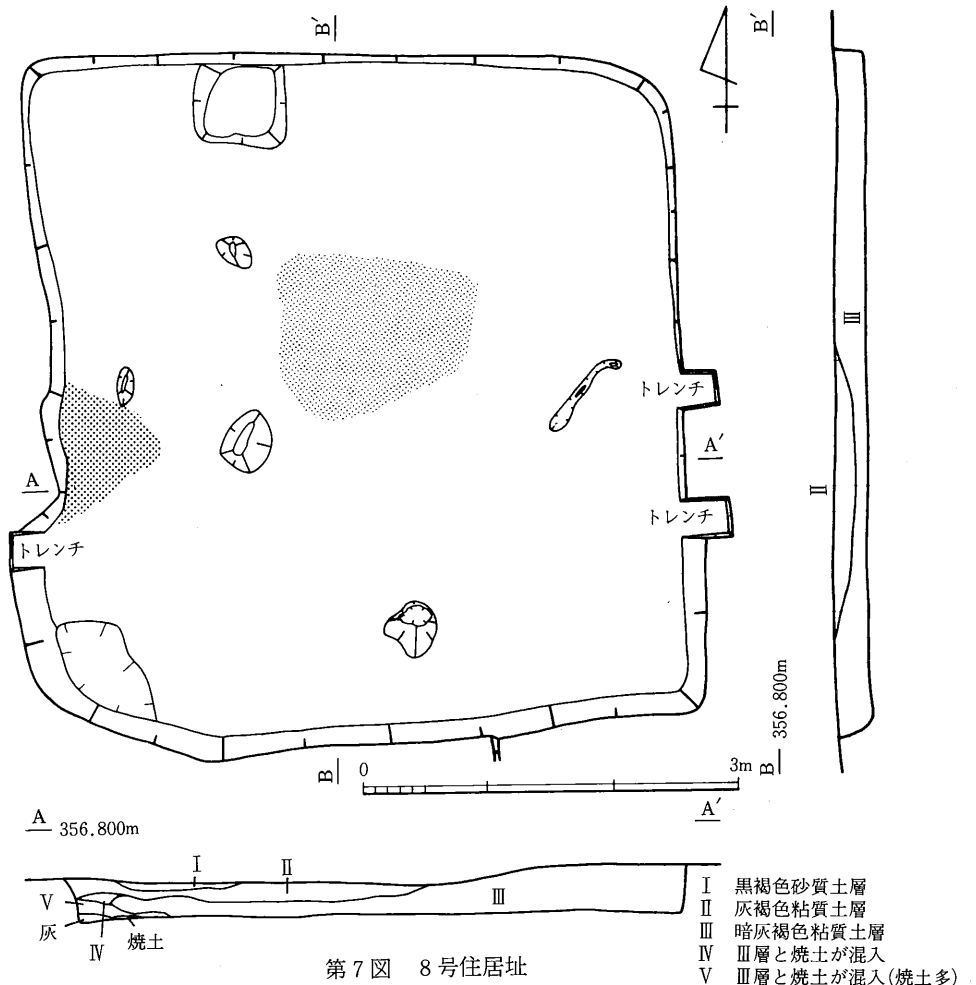 B′
B′
トレンチ
A′
A
トレンチ
トレンチ
Ⅲ
Ⅱ
B
0 3m
B 356.800m
A′
A 356.800m
Ⅰ Ⅱ
Ⅴ Ⅲ
灰 Ⅳ 焼土
Ⅰ 黒褐色砂質土層
Ⅱ 灰褐色粘質土層
Ⅲ 暗灰褐色粘質土層
Ⅳ Ⅲ層と焼土が混入
Ⅴ Ⅲ層と焼土が混入(焼土多)
第7図 8号住居址